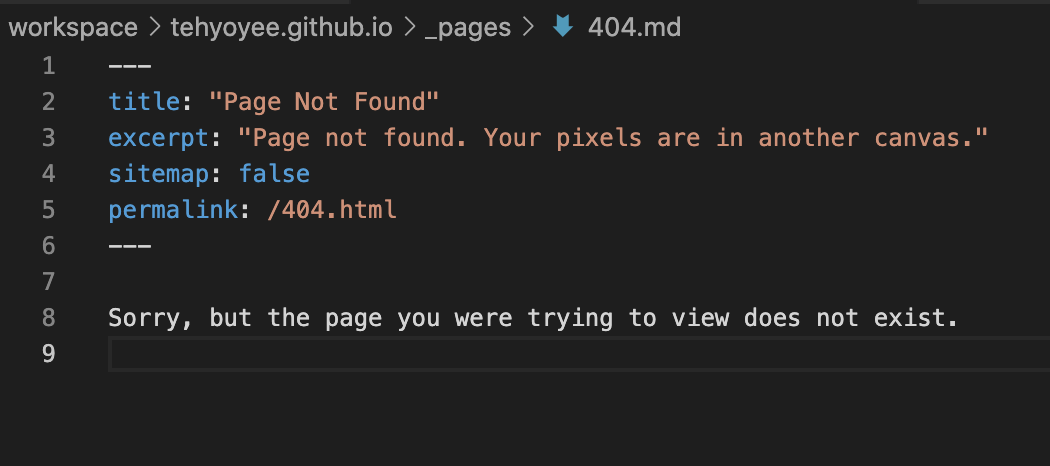 workspace > tehyoyee.github.io > _pages > 404.md
1 ---
2 title: "Page Not Found"
3 excerpt: "Page not found. Your pixels are in another canvas."
4 sitemap: false
5 permalink: /404.html
6 ---
7
8 Sorry, but the page you were trying to view does not exist.
9